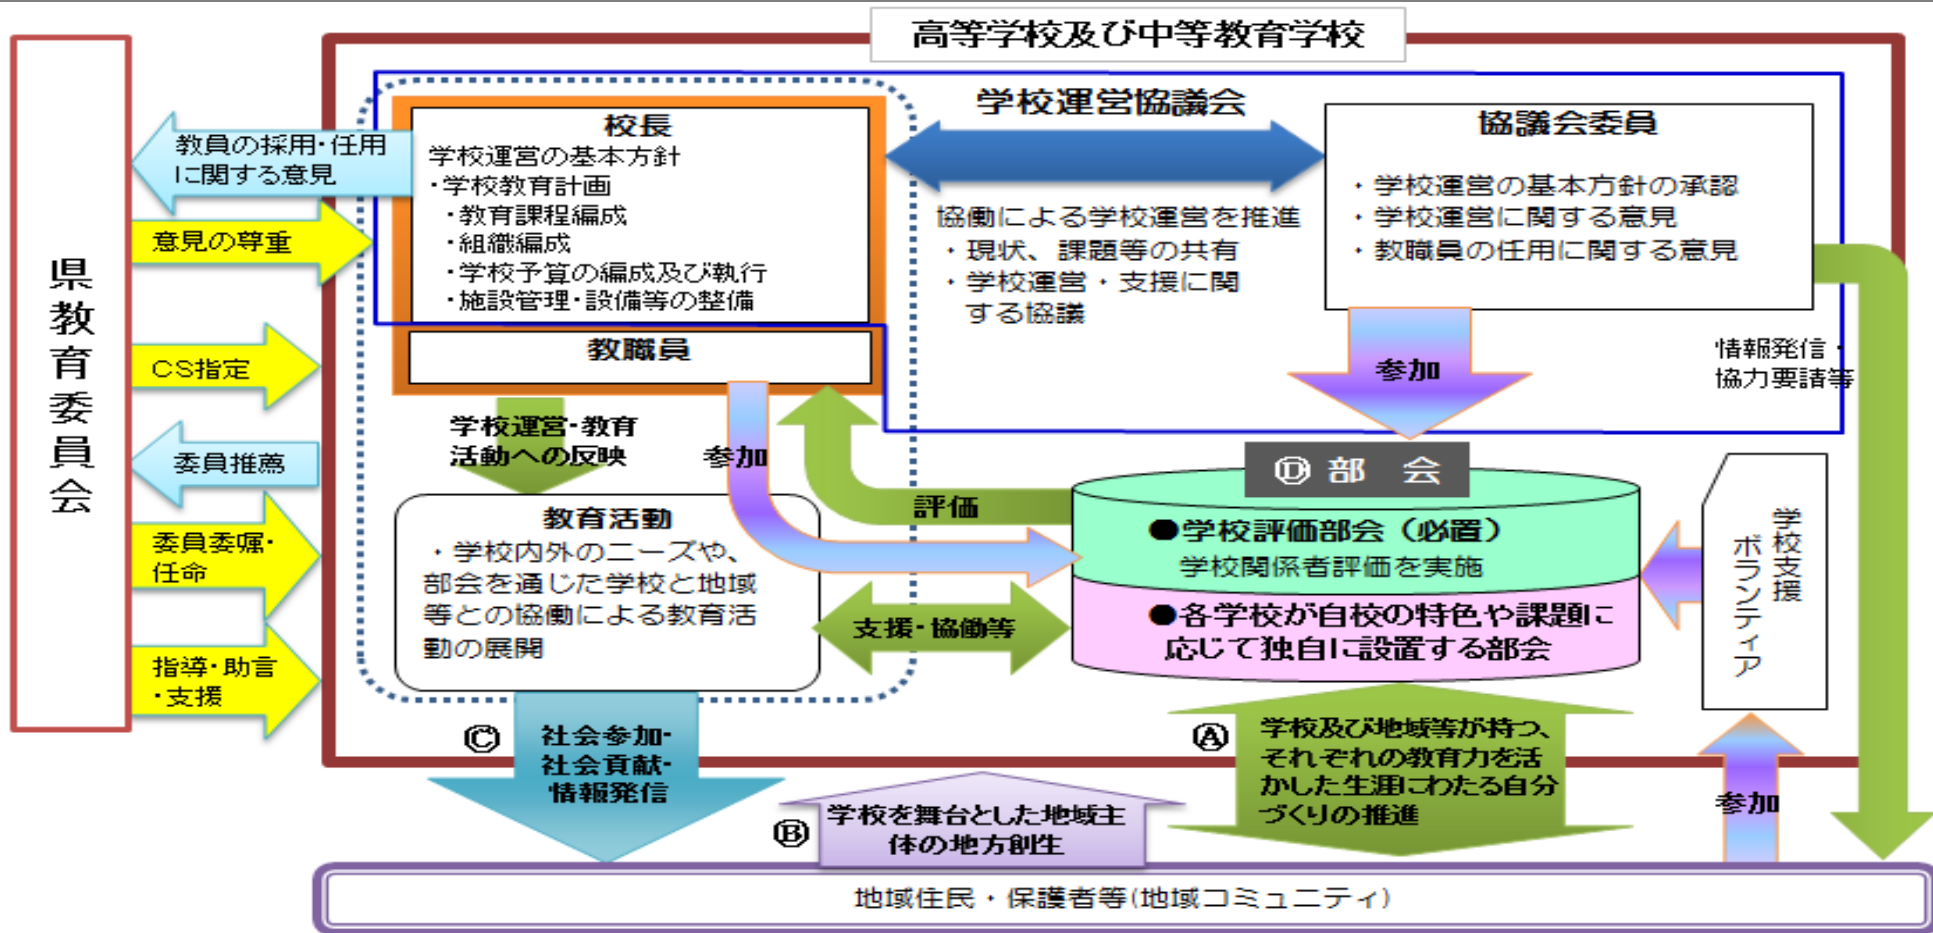 高等学校及び中等教育学校
県教育委員会
教員の採用･任用
に関する意見
意見の尊重
CS指定
委員推薦
委員委嘱･
任命
指導･助言
･支援
学校運営協議会
校長
学校運営の基本方針
･学校教育計画
･教育課程編成
･組織編成
･学校予算の編成及び執行
･施設管理･設備等の整備
教職員
協働による学校運営を推進
・現状、課題等の共有
・学校運営・支援に関
する協議
協議会委員
・学校運営の基本方針の承認
・学校運営に関する意見
・教職員の任用に関する意見
参加
情報発信・
協力要請等
学校運営･教育
活動への反映
参加
評価
Ⓓ 部 会
●学校評価部会（必置）
学校関係者評価を実施
●各学校が自校の特色や課題に
応じて独自に設置する部会
学校支援
ボランティア
教育活動
・学校内外のニーズや、
部会を通じた学校と地域
等との協働による教育活
動の展開
支援･協働等
Ⓒ
社会参加･
社会貢献･
情報発信
Ⓑ
学校を舞台とした地域主
体の地方創生
Ⓐ
学校及び地域等が持つ、
それぞれの教育力を活
かした生涯にわたる自分
づくりの推進
参加
地域住民・保護者等(地域コミュニティ)